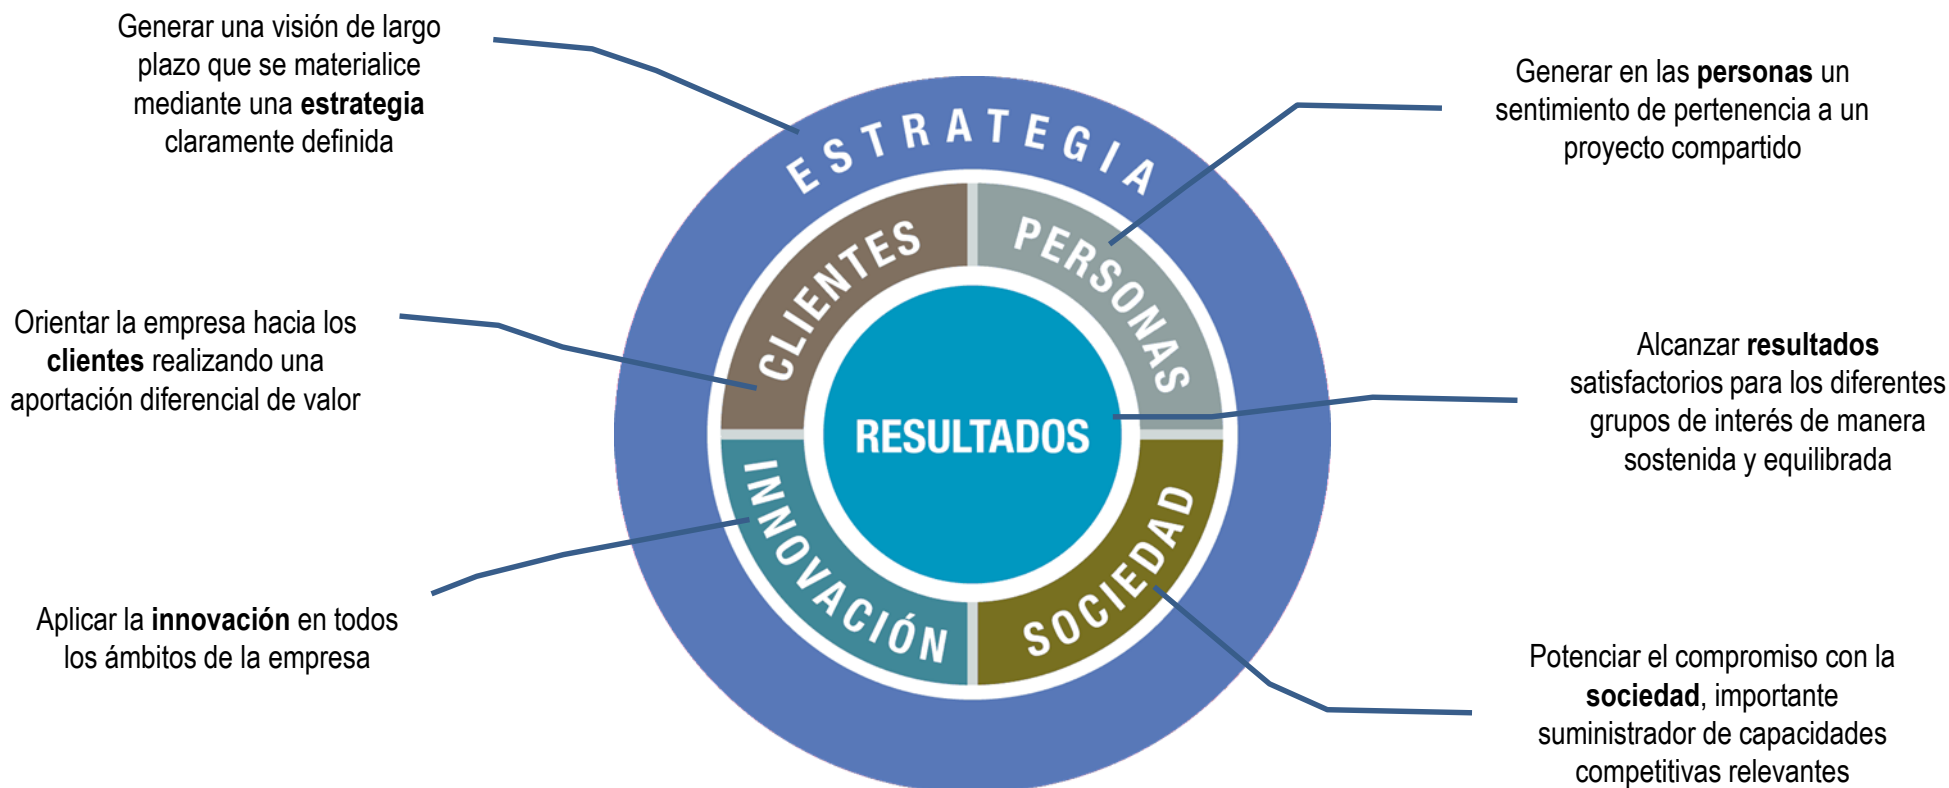 Generar una visión de largo
plazo que se materialice
mediante una estrategia
claramente definida
Generar en las personas un
sentimiento de pertenencia a un
proyecto compartido
ESTRATEGIA
CLIENTES
PERSONAS
Orientar la empresa hacia los
clientes realizando una
aportación diferencial de valor
RESULTADOS
Alcanzar resultados
satisfactorios para los diferentes
grupos de interés de manera
sostenida y equilibrada
INNOVACIÓN
SOCIEDAD
Aplicar la innovación en todos
los ámbitos de la empresa
Potenciar el compromiso con la
sociedad, importante
suministrador de capacidades
competitivas relevantes